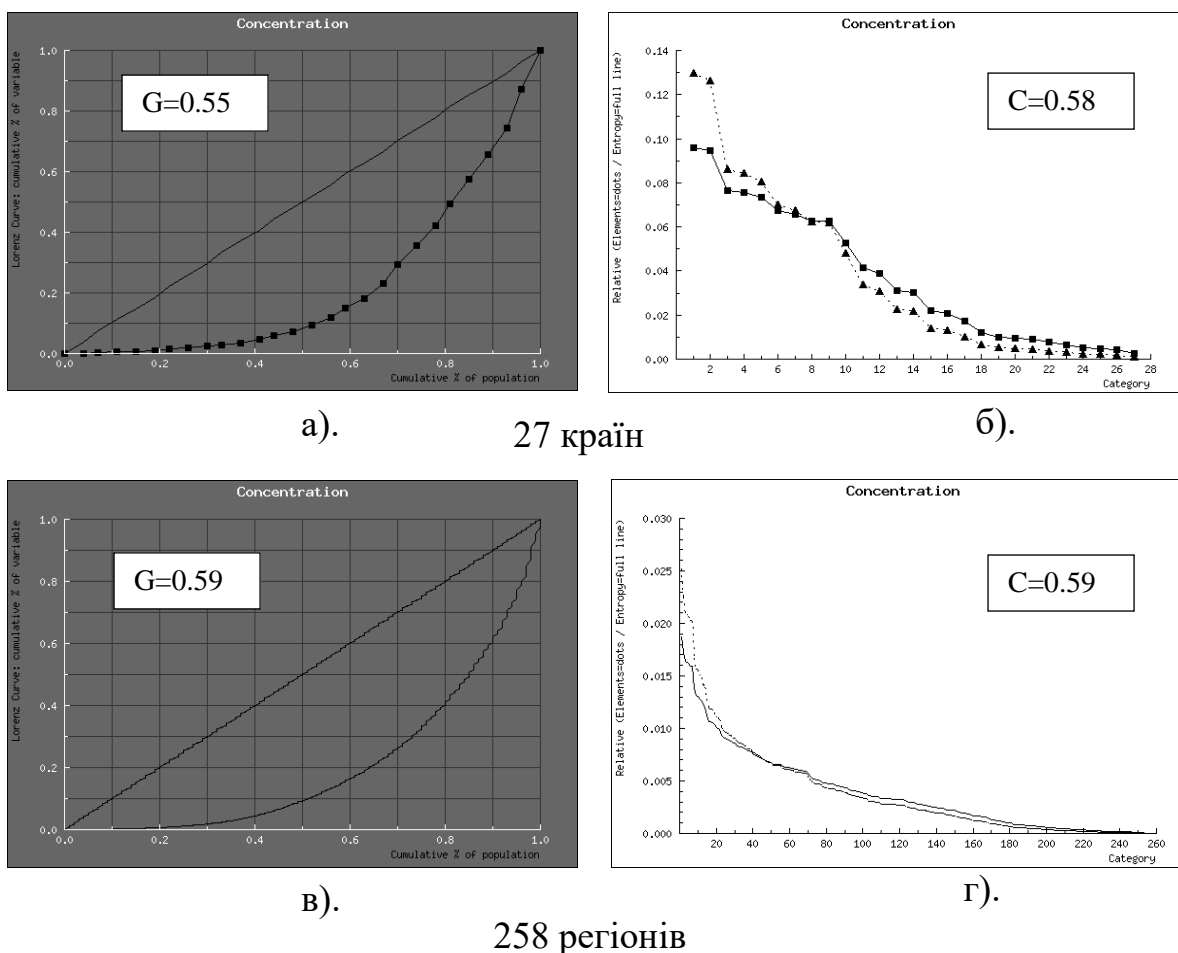 Concentration
Lorenz Curve: cumulative % of variable
1.0
0.8
0.6
0.4
0.2
0.0
G=0.55
0.0 0.2 0.4 0.6 0.8 1.0
Cumulative % of population
а).
Concentration
Relative (Elements=dots / Entropy=full line)
0.14
0.12
0.10
0.08
0.06
0.04
0.02
0.00
C=0.58
2 4 6 8 10 12 14 16 18 20 22 24 26 28
Category
б).
27 країн
Concentration
Lorenz Curve: cumulative % of variable
1.0
0.8
0.6
0.4
0.2
0.0
G=0.59
0.0 0.2 0.4 0.6 0.8 1.0
Cumulative % of population
в).
Concentration
Relative (Elements=dots / Entropy=full line)
0.030
0.025
0.020
0.015
0.010
0.005
0.000
C=0.59
20 40 60 80 100 120 140 160 180 200 220 240 260
Category
г).
258 регіонів